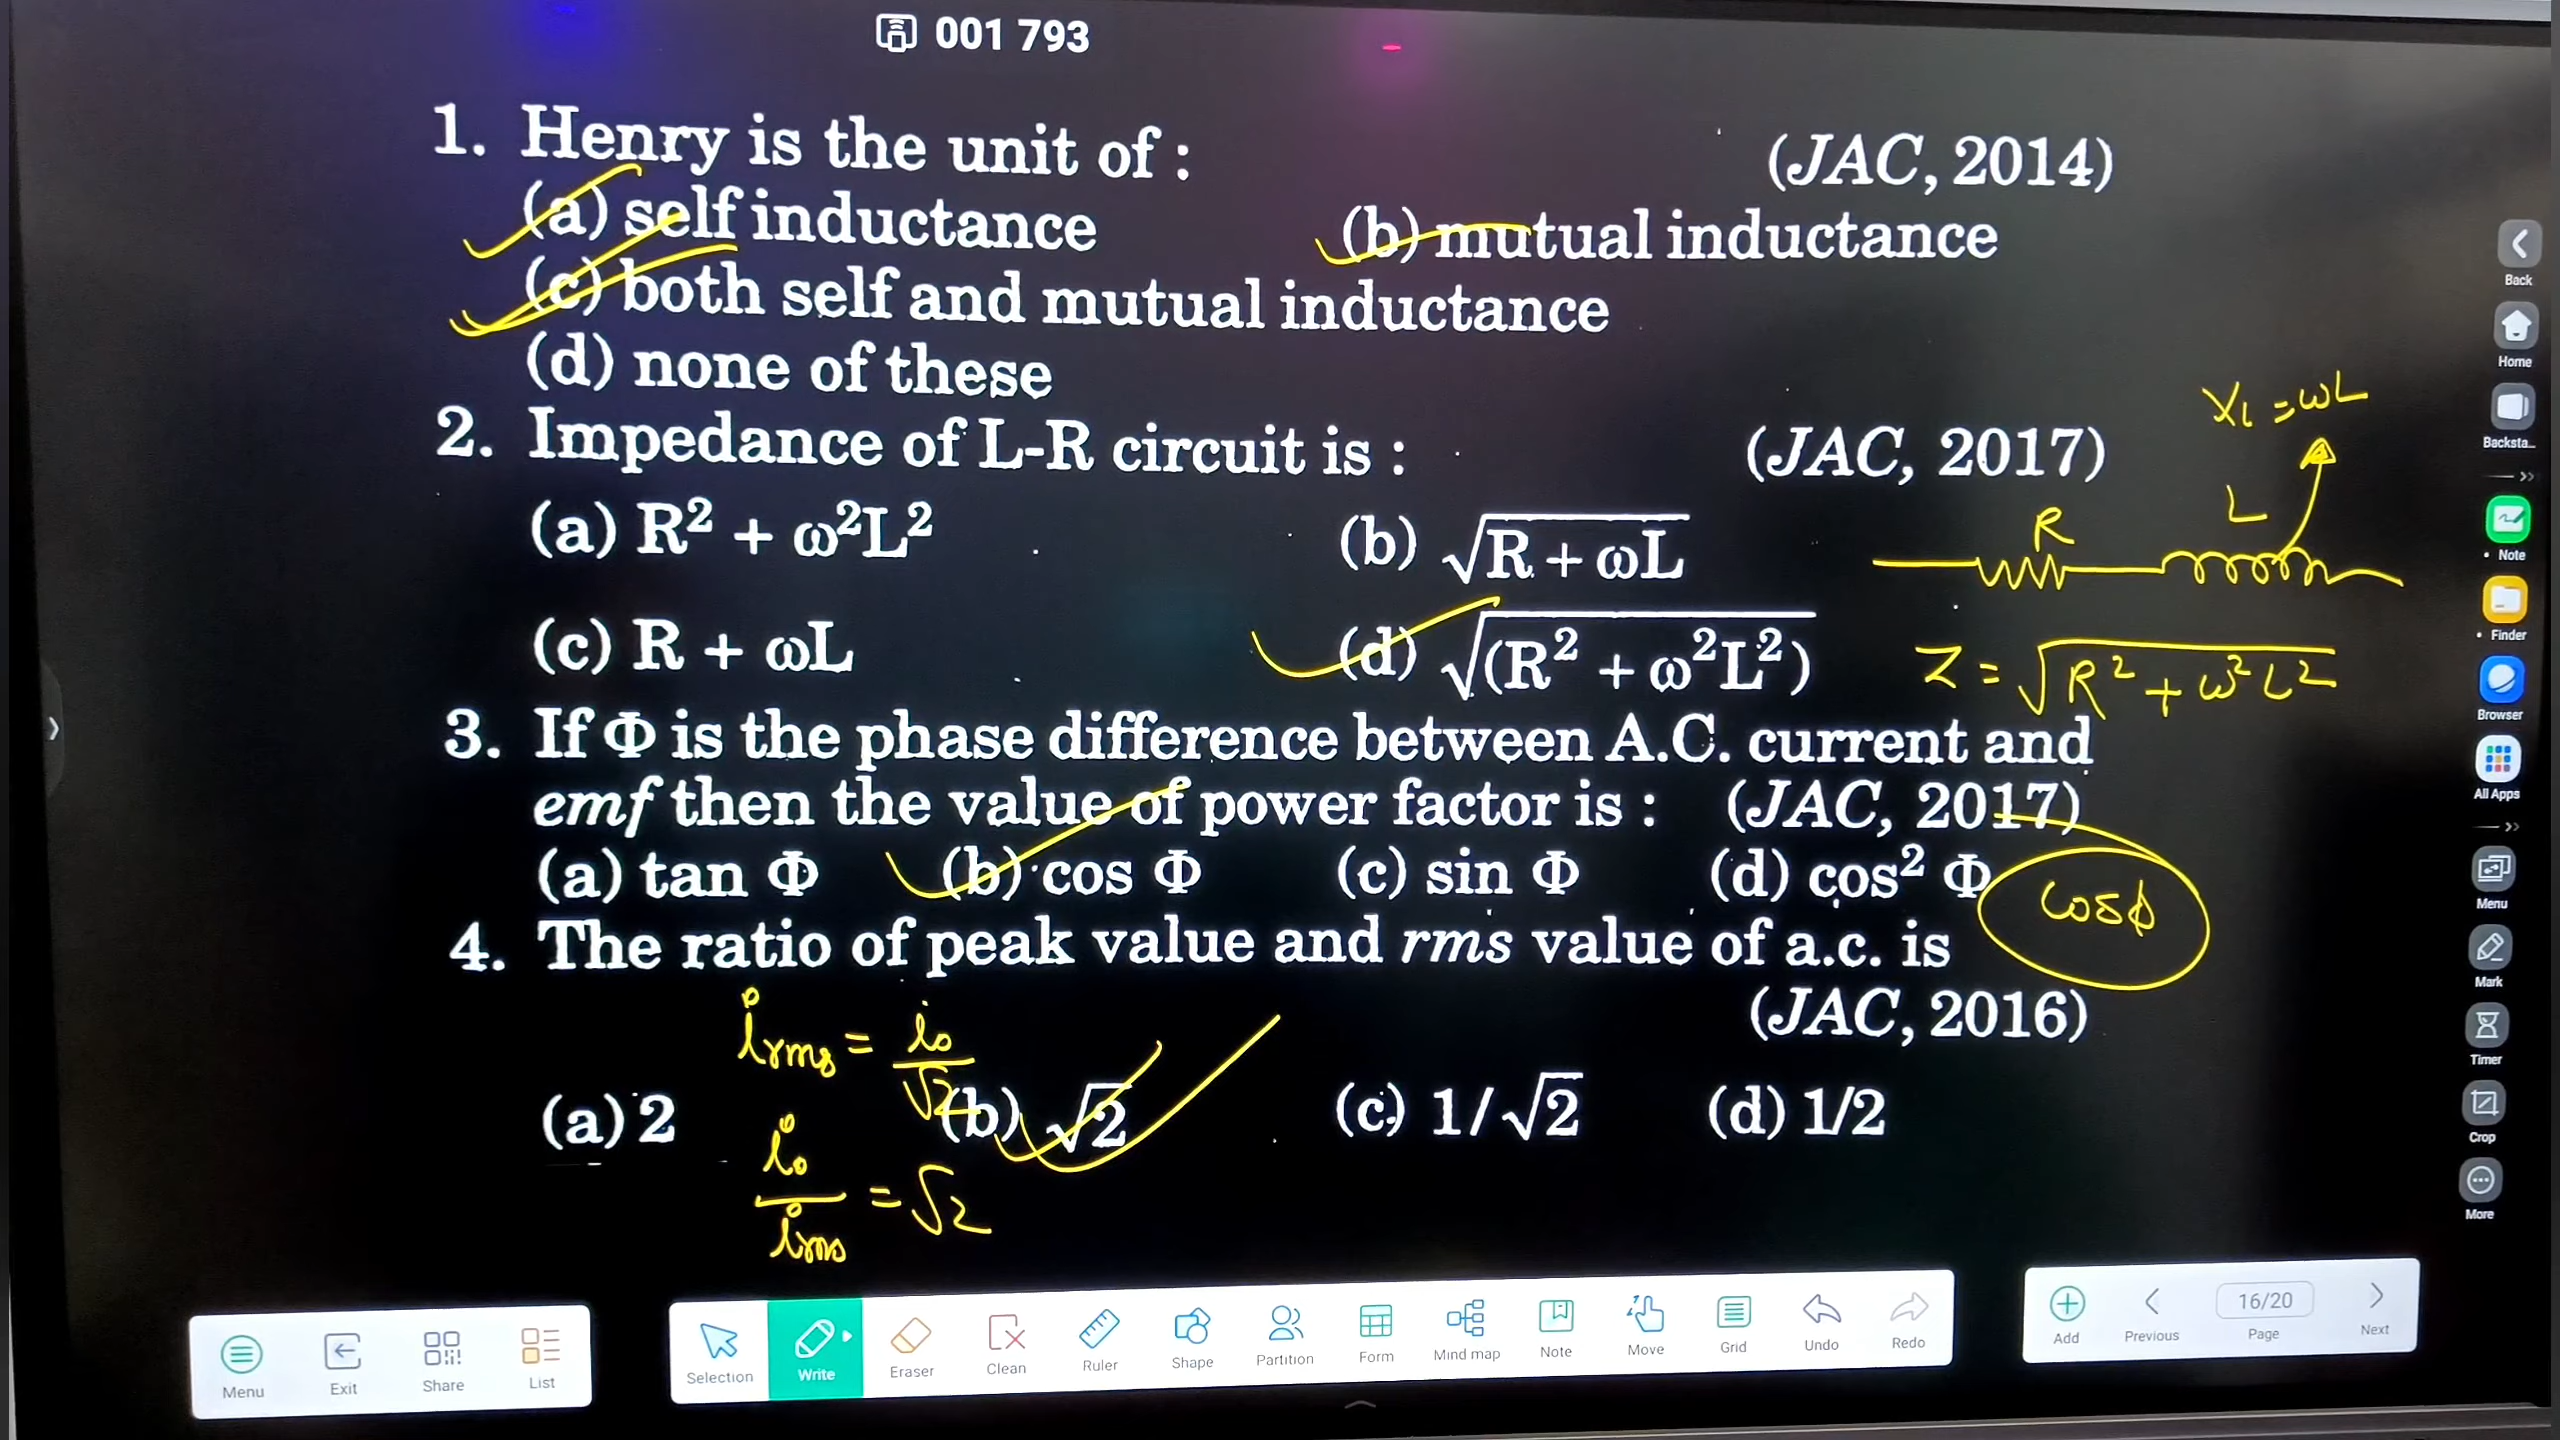 001 793
1. Henry is the unit of : (JAC, 2014)
(a) self inductance (b) mutual inductance
(c) both self and mutual inductance
(d) none of these
2. Impedance of L-R circuit is : (JAC, 2017)
(a) R² + ω²L² (b) √R + ωL
(c) R + ωL (d) √(R² + ω²L²)
X_L = ωL
R L
Z = √R² + ω²L²
3. If Φ is the phase difference between A.C. current and
emf then the value of power factor is : (JAC, 2017)
(a) tan Φ (b) cos Φ (c) sin Φ (d) cos² Φ
cosϕ
4. The ratio of peak value and rms value of a.c. is
(JAC, 2016)
i_rms = i₀/√2
(a) 2 (b) √2 (c) 1/√2 (d) 1/2
i₀/i_rms = √2
Back
Home
Backsta...
Note
Finder
Browser
All Apps
Menu
Mark
Timer
Crop
More
Menu Exit Share List
Selection Write Eraser Clean Ruler Shape Partition Form Mind map Note Move Grid Undo Redo
Add Previous 16/20 Page Next